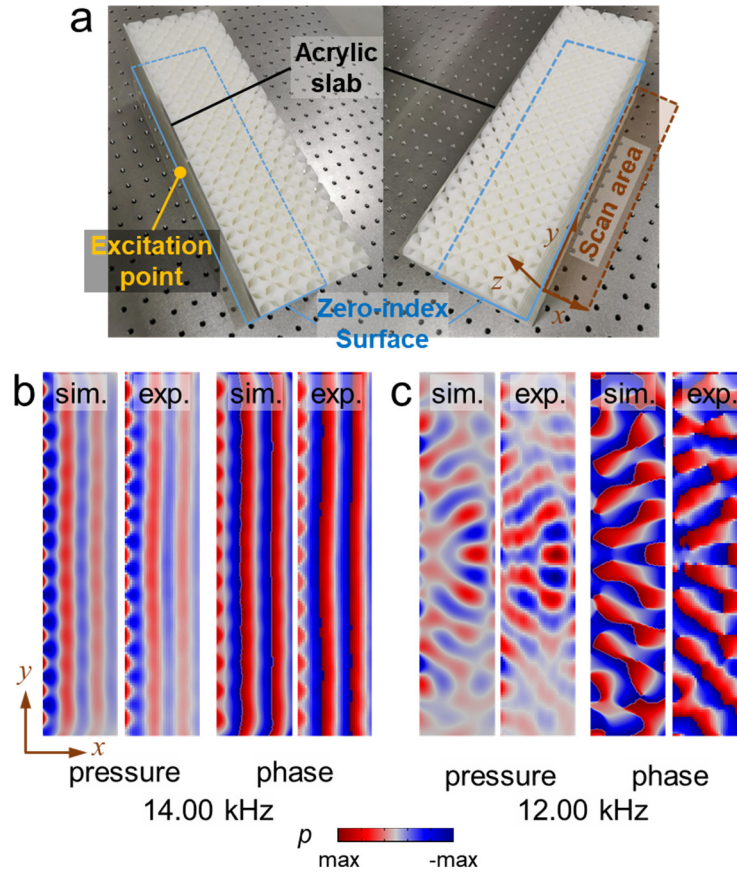 a
Acrylic
slab
Excitation
point
Zero-index
Surface
Scan area
y
z
x
b
sim.
exp.
sim.
exp.
c
sim.
exp.
sim.
exp.
y
x
pressure
phase
14.00 kHz
pressure
phase
12.00 kHz
p
max
-max